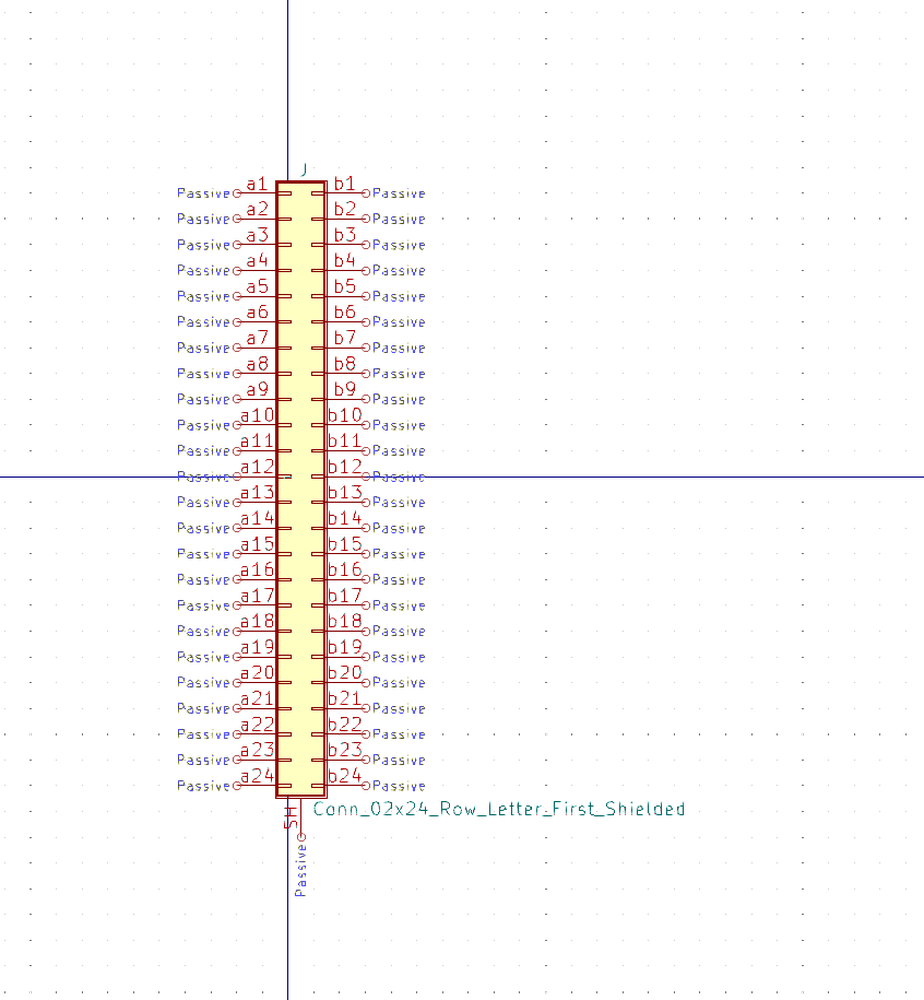 J
Passive a1 b1 Passive
Passive a2 b2 Passive
Passive a3 b3 Passive
Passive a4 b4 Passive
Passive a5 b5 Passive
Passive a6 b6 Passive
Passive a7 b7 Passive
Passive a8 b8 Passive
Passive a9 b9 Passive
Passive a10 b10 Passive
Passive a11 b11 Passive
Passive a12 b12 Passive
Passive a13 b13 Passive
Passive a14 b14 Passive
Passive a15 b15 Passive
Passive a16 b16 Passive
Passive a17 b17 Passive
Passive a18 b18 Passive
Passive a19 b19 Passive
Passive a20 b20 Passive
Passive a21 b21 Passive
Passive a22 b22 Passive
Passive a23 b23 Passive
Passive a24 b24 Passive
SH
Conn_02x24_Row_Letter_First_Shielded
Passive